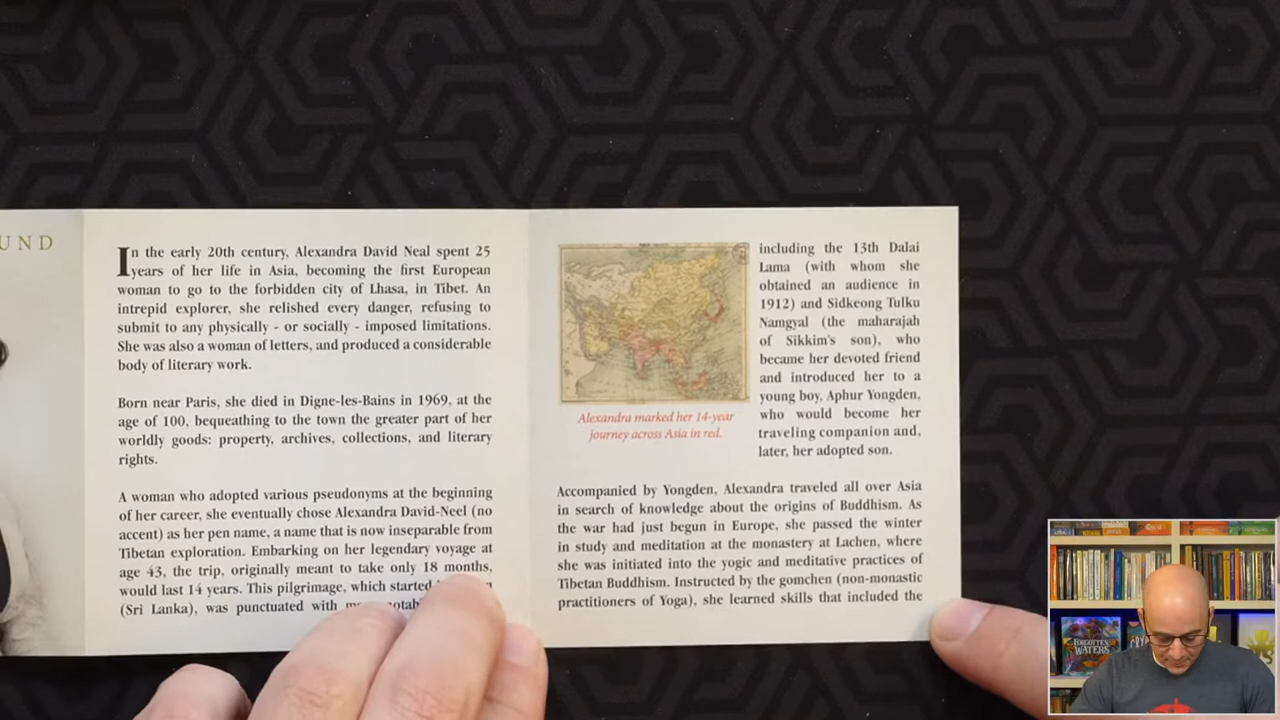 UND
In the early 20th century, Alexandra David Neal spent 25
years of her life in Asia, becoming the first European
woman to go to the forbidden city of Lhasa, in Tibet. An
intrepid explorer, she relished every danger, refusing to
submit to any physically - or socially - imposed limitations.
She was also a woman of letters, and produced a considerable
body of literary work.
Born near Paris, she died in Digne-les-Bains in 1969, at the
age of 100, bequeathing to the town the greater part of her
worldly goods: property, archives, collections, and literary
rights.
A woman who adopted various pseudonyms at the beginning
of her career, she eventually chose Alexandra David-Neel (no
accent) as her pen name, a name that is now inseparable from
Tibetan exploration. Embarking on her legendary voyage at
age 43, the trip, originally meant to take only 18 months,
would last 14 years. This pilgrimage, which started
(Sri Lanka), was punctuated with
Alexandra marked her 14-year
journey across Asia in red.
including the 13th Dalai
Lama (with whom she
obtained an audience in
1912) and Sidkeong Tulku
Namgyal (the maharajah
of Sikkim's son), who
became her devoted friend
and introduced her to a
young boy, Aphur Yongden,
who would become her
traveling companion and,
later, her adopted son.
Accompanied by Yongden, Alexandra traveled all over Asia
in search of knowledge about the origins of Buddhism. As
the war had just begun in Europe, she passed the winter
in study and meditation at the monastery at Lachen, where
she was initiated into the yogic and meditative practices of
Tibetan Buddhism. Instructed by the gomchen (non-monastic
practitioners of Yoga), she learned skills that included the
FORGOTTEN
WATERS